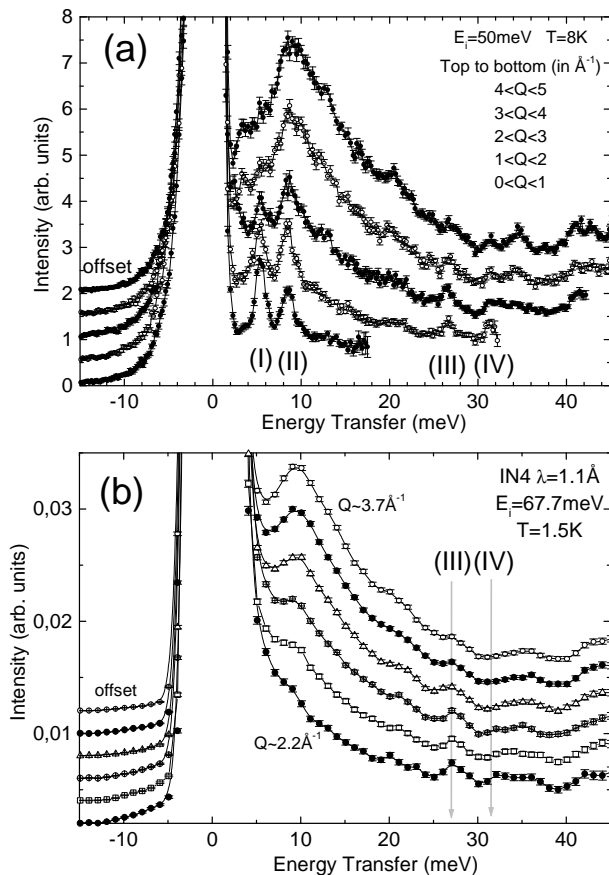 (a)
E_i=50meV T=8K
Top to bottom (in Å⁻¹)
4<Q<5
3<Q<4
2<Q<3
1<Q<2
0<Q<1
offset
(I) (II) (III) (IV)
8
7
6
5
4
3
2
1
0
Intensity (arb. units)
-10 0 10 20 30 40
Energy Transfer (meV)
(b)
IN4 λ=1.1Å
E_i=67.7meV
T=1.5K
Q~3.7Å⁻¹
(III) (IV)
offset
Q~2.2Å⁻¹
0,03
0,02
0,01
Intensity (arb. units)
-10 0 10 20 30 40
Energy Transfer (meV)